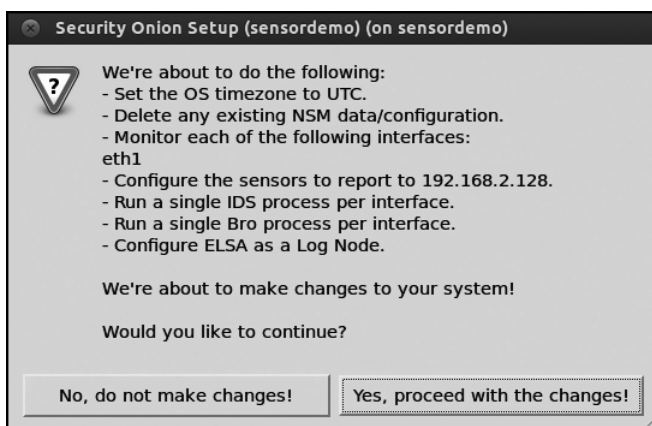 Security Onion Setup (sensordemo) (on sensordemo)
?
We're about to do the following:
- Set the OS timezone to UTC.
- Delete any existing NSM data/configuration.
- Monitor each of the following interfaces:
eth1
- Configure the sensors to report to 192.168.2.128.
- Run a single IDS process per interface.
- Run a single Bro process per interface.
- Configure ELSA as a Log Node.
We're about to make changes to your system!
Would you like to continue?
No, do not make changes!
Yes, proceed with the changes!